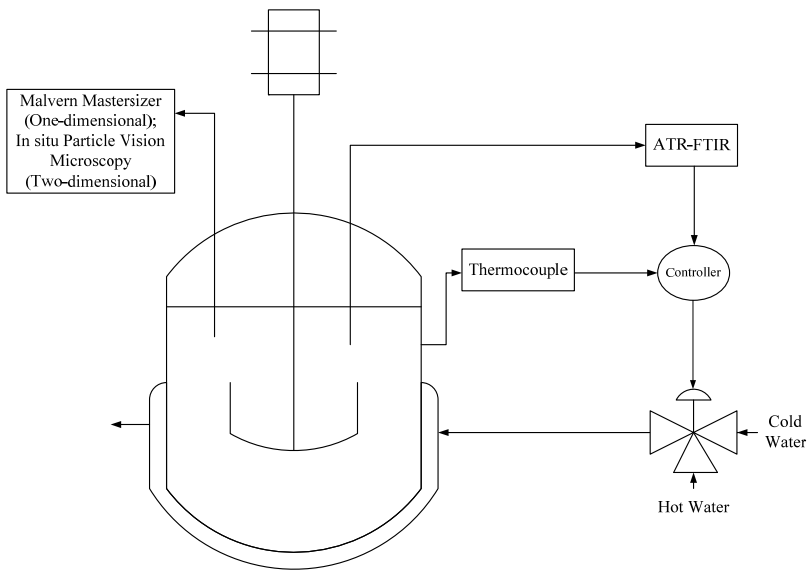 Malvern Mastersizer
(One-dimensional);
In situ Particle Vision
Microscopy
(Two-dimensional)
ATR-FTIR
Thermocouple
Controller
Cold
Water
Hot Water